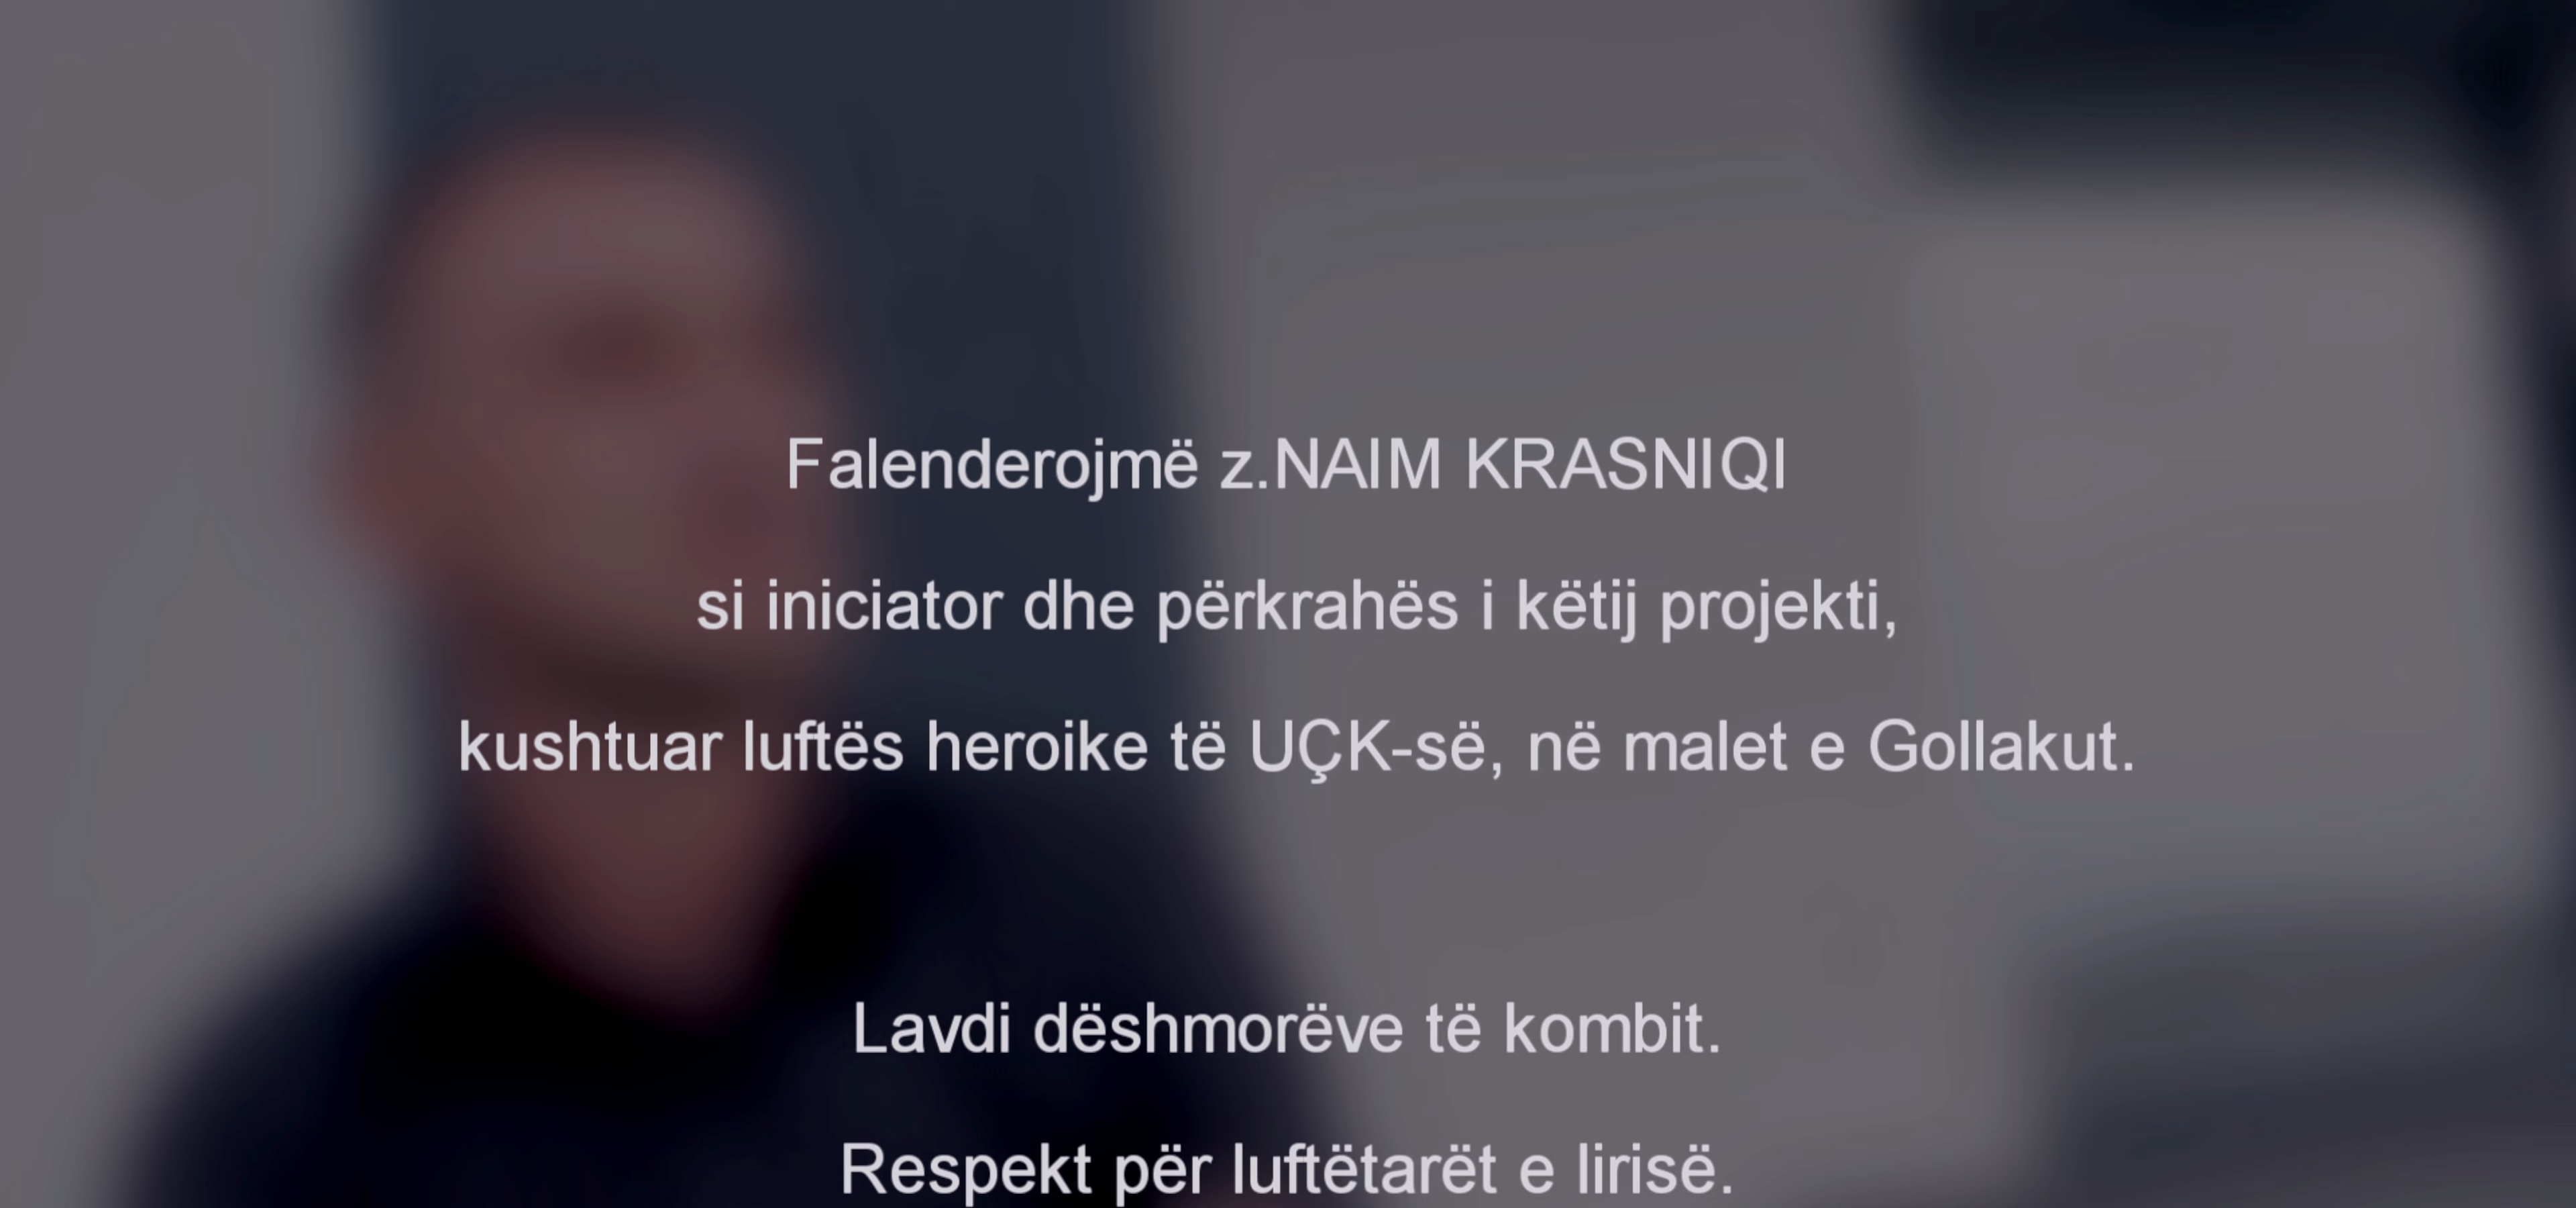 Falenderojmë z.NAIM KRASNIQI
si iniciator dhe përkrahës i këtij projekti,
kushtuar luftës heroike të UÇK-së, në malet e Gollakut.
Lavdi dëshmorëve të kombit.
Respekt për luftëtarët e lirisë.